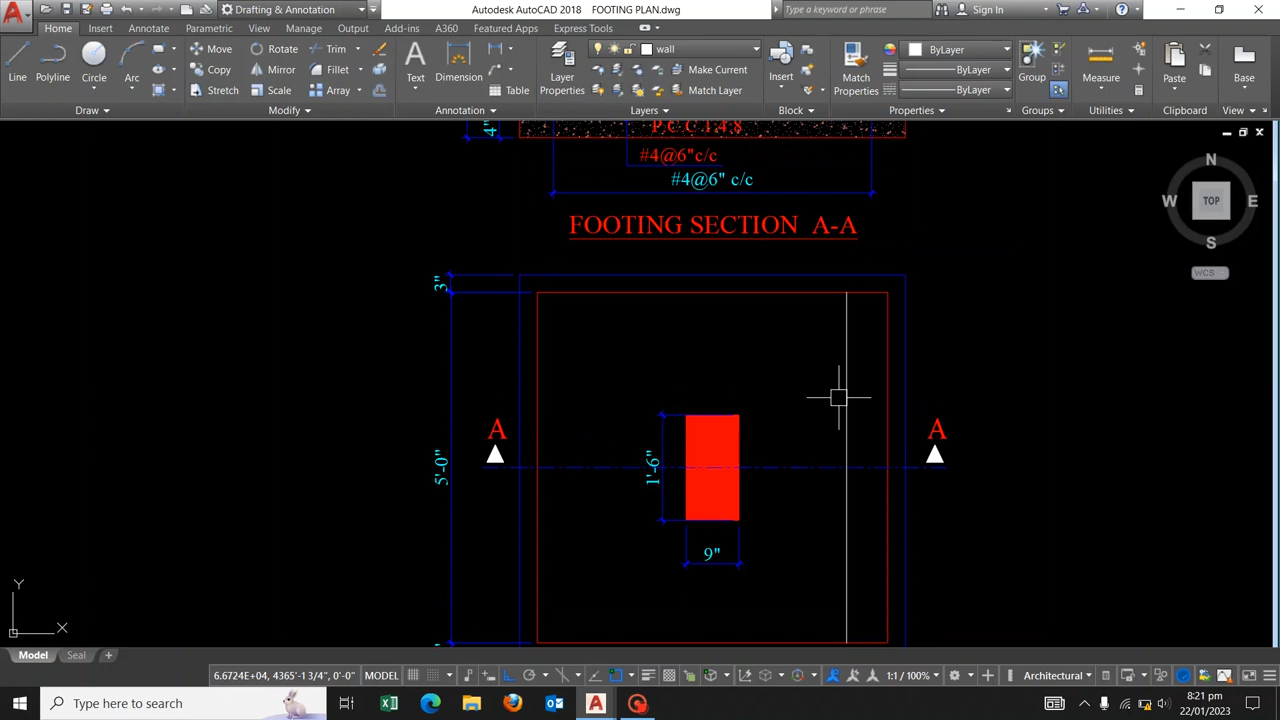 Drafting & Annotation
Autodesk AutoCAD 2018 FOOTING PLAN.dwg
Type a keyword or phrase
Sign In
Home Insert Annotate Parametric View Manage Output Add-ins A360 Featured Apps Express Tools
Line
Polyline
Circle
Arc
Move
Copy
Stretch
Rotate
Mirror
Scale
Trim
Fillet
Array
Text
Dimension
Table
Layer
Properties
wall
Make Current
Match Layer
Insert
Match
Properties
ByLayer
ByLayer
ByLayer
Group
Measure
Paste
Base
Draw
Modify
Annotation
Layers
Block
Properties
Groups
Utilities
Clipboard
View
4"
P.C.C 1:4:8
#4@6"c/c
#4@6" c/c
FOOTING SECTION A-A
3"
A
A
5'-0"
1'-6"
9"
N
W
TOP
E
S
WCS
Y
X
Model
Seal
6.6724E+04, 4365'-1 3/4", 0'-0"
MODEL
1:1 / 100%
Architectural
Type here to search
8:21 pm
22/01/2023